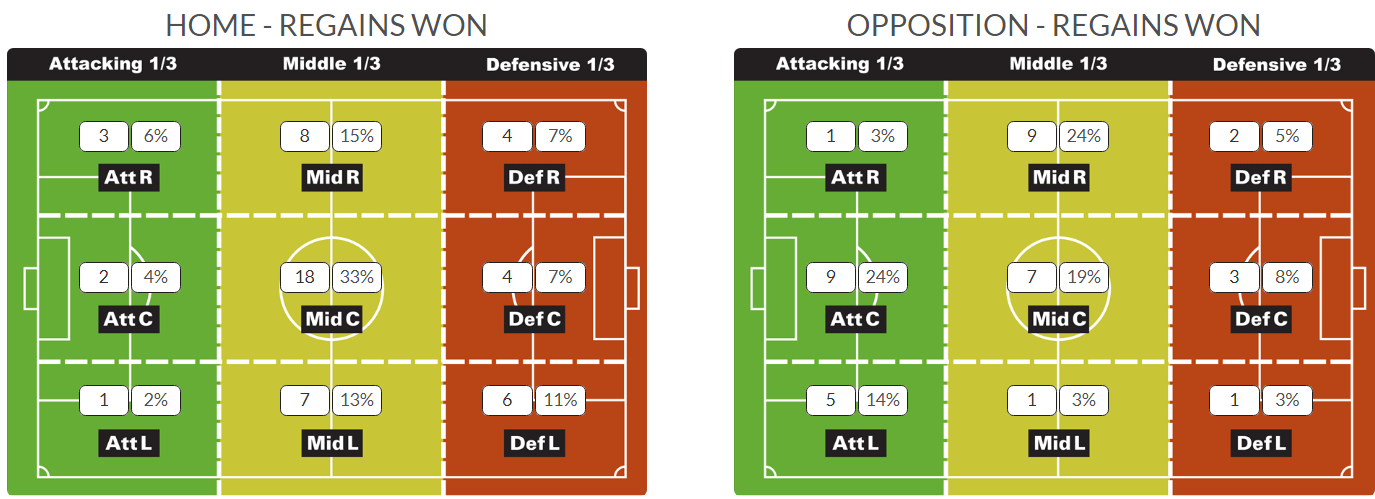 HOME - REGAINS WON
Attacking 1/3 Middle 1/3 Defensive 1/3
3 6% 8 15% 4 7%
Att R Mid R Def R
2 4% 18 33% 4 7%
Att C Mid C Def C
1 2% 7 13% 6 11%
Att L Mid L Def L
OPPOSITION - REGAINS WON
Attacking 1/3 Middle 1/3 Defensive 1/3
1 3% 9 24% 2 5%
Att R Mid R Def R
9 24% 7 19% 3 8%
Att C Mid C Def C
5 14% 1 3% 1 3%
Att L Mid L Def L